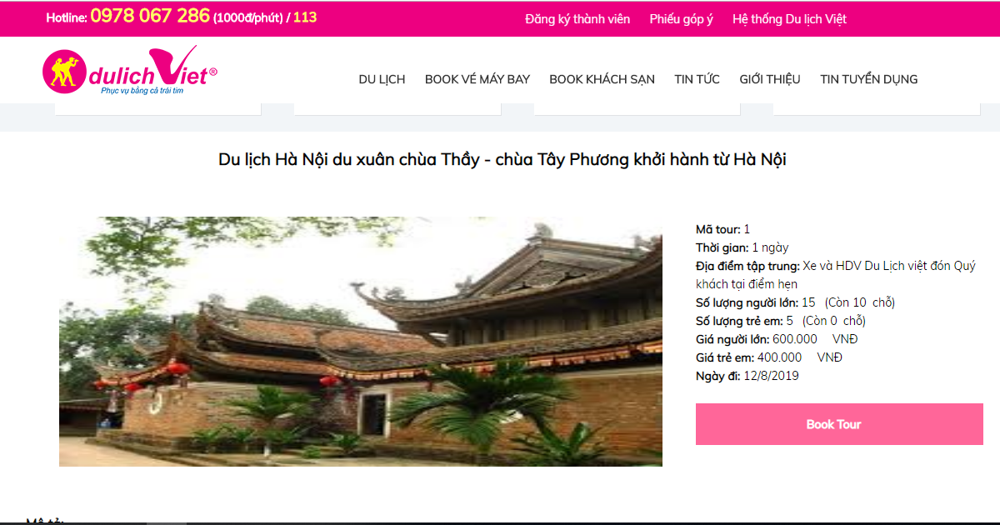 Hotline: 0978 067 286 (1000đ/phút) / 113
Đăng ký thành viên Phiếu góp ý Hệ thống Du lịch Việt
dulichViet®
Phục vụ bằng cả trái tim
DU LỊCH BOOK VÉ MÁY BAY BOOK KHÁCH SẠN TIN TỨC GIỚI THIỆU TIN TUYỂN DỤNG
Du lịch Hà Nội du xuân chùa Thầy - chùa Tây Phương khởi hành từ Hà Nội
Mã tour: 1
Thời gian: 1 ngày
Địa điểm tập trung: Xe và HDV Du Lịch việt đón Quý
khách tại điểm hẹn
Số lượng người lớn: 15 (Còn 10 chỗ)
Số lượng trẻ em: 5 (Còn 0 chỗ)
Giá người lớn: 600.000 VNĐ
Giá trẻ em: 400.000 VNĐ
Ngày đi: 12/8/2019
Book Tour
Mô tả: